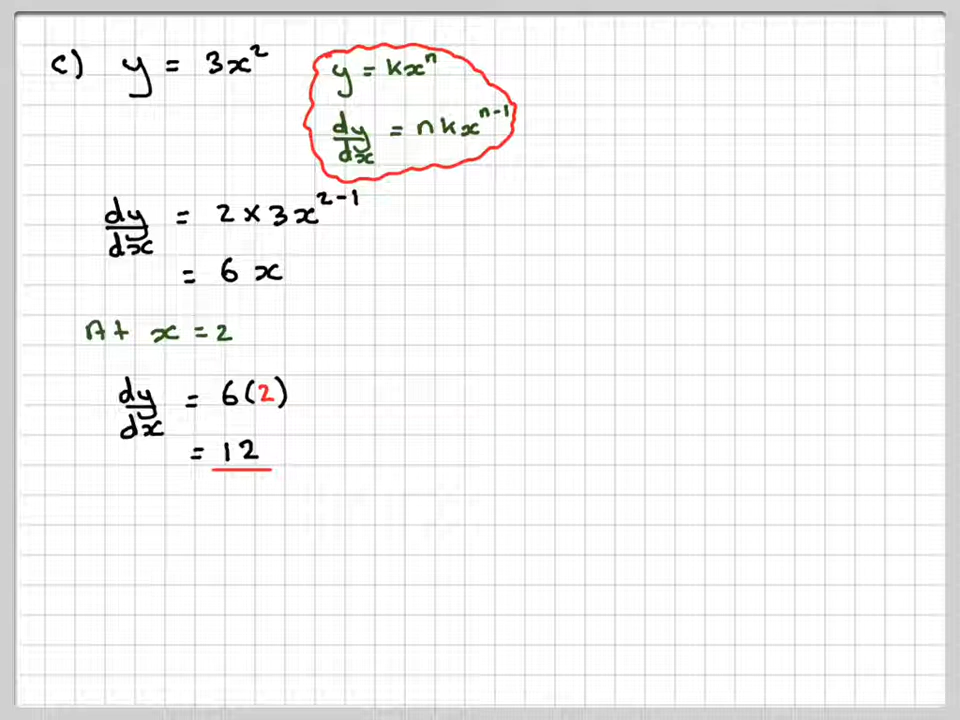 c) y = 3x²
y = kxⁿ
dy/dx = nkxⁿ⁻¹
dy/dx = 2 × 3x²⁻¹
= 6x
At x = 2
dy/dx = 6(2)
= 12